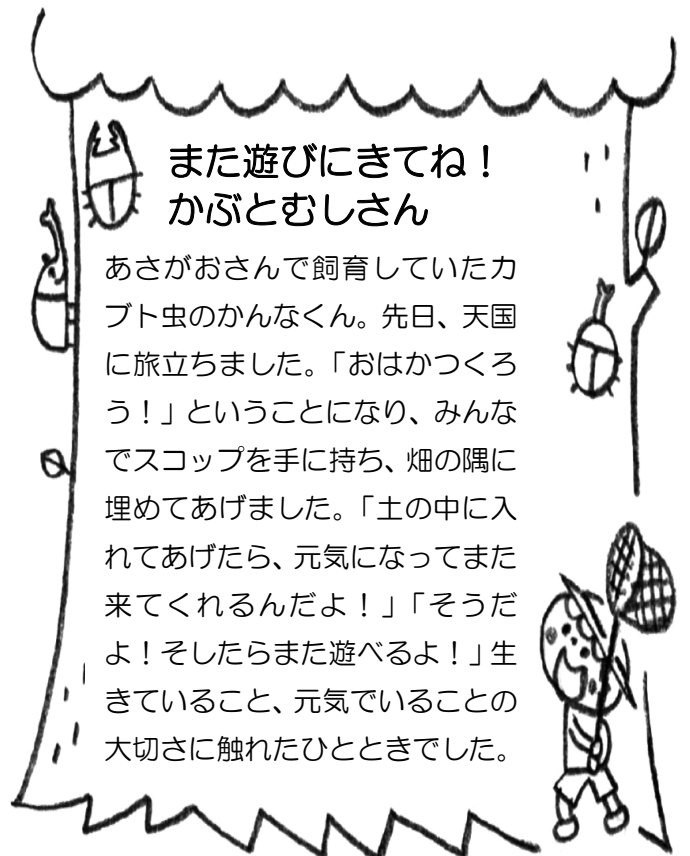 また遊びにきてね！
かぶとむしさん
あさがおさんで飼育していたカ
ブト虫のかんなくん。先日、天国
に旅立ちました。「おはかつくろ
う！」ということになり、みんな
でスコップを手に持ち、畑の隅に
埋めてあげました。「土の中に入
れてあげたら、元気になってまた
来てくれるんだよ！」「そうだ
よ！そしたらまた遊べるよ！」生
きていること、元気でいることの
大切さに触れたひとときでした。